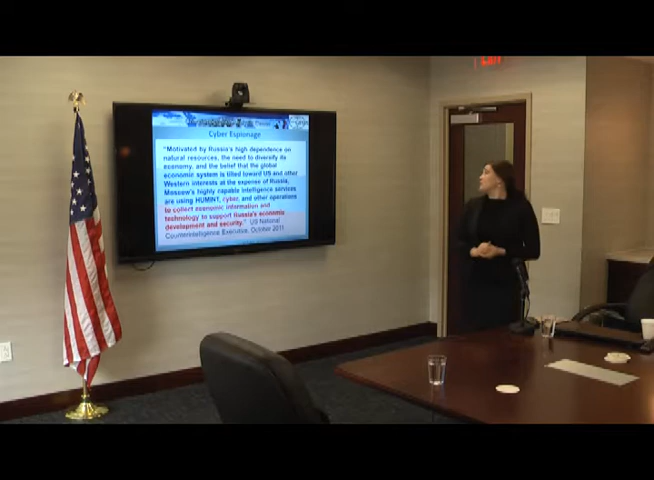 EXIT
Cyber Espionage
"Motivated by Russia's high dependence on
natural resources, the need to diversify its
economy, and the belief that the global
economic system is tilted toward US and other
Western interests at the expense of Russia,
Moscow's highly capable intelligence services
are using HUMINT, cyber, and other operations
to collect economic information and
technology to support Russia's economic
development and security." US National
Counterintelligence Executive, October 2011